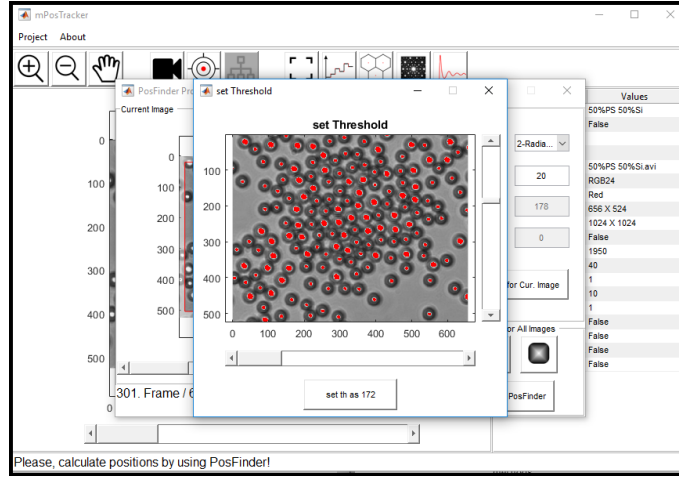 mPosTracker
Project About
PosFinder Pro
set Threshold
Current Image
set Threshold
Values
50%PS 50%Si
False
2-Radia...
50%PS 50%Si.avi
20
RGB24
Red
178
656 X 524
1024 X 1024
0
False
1950
40
for Cur. Image
1
10
1
or All Images
False
False
False
False
PosFinder
0
100
200
300
400
500
0
0
100
200
300
400
500
100
200
300
400
500
0 100 200 300 400 500 600
301. Frame / 6
set th as 172
Please, calculate positions by using PosFinder!